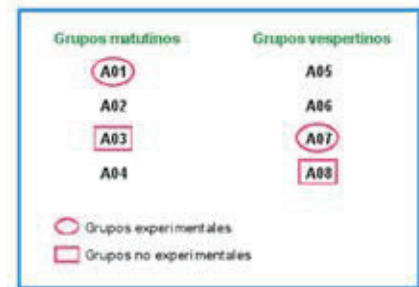 Grupos matutinos Grupos vespertinos
A01 A05
A02 A06
A03 A07
A04 A08
Grupos experimentales
Grupos no experimentales